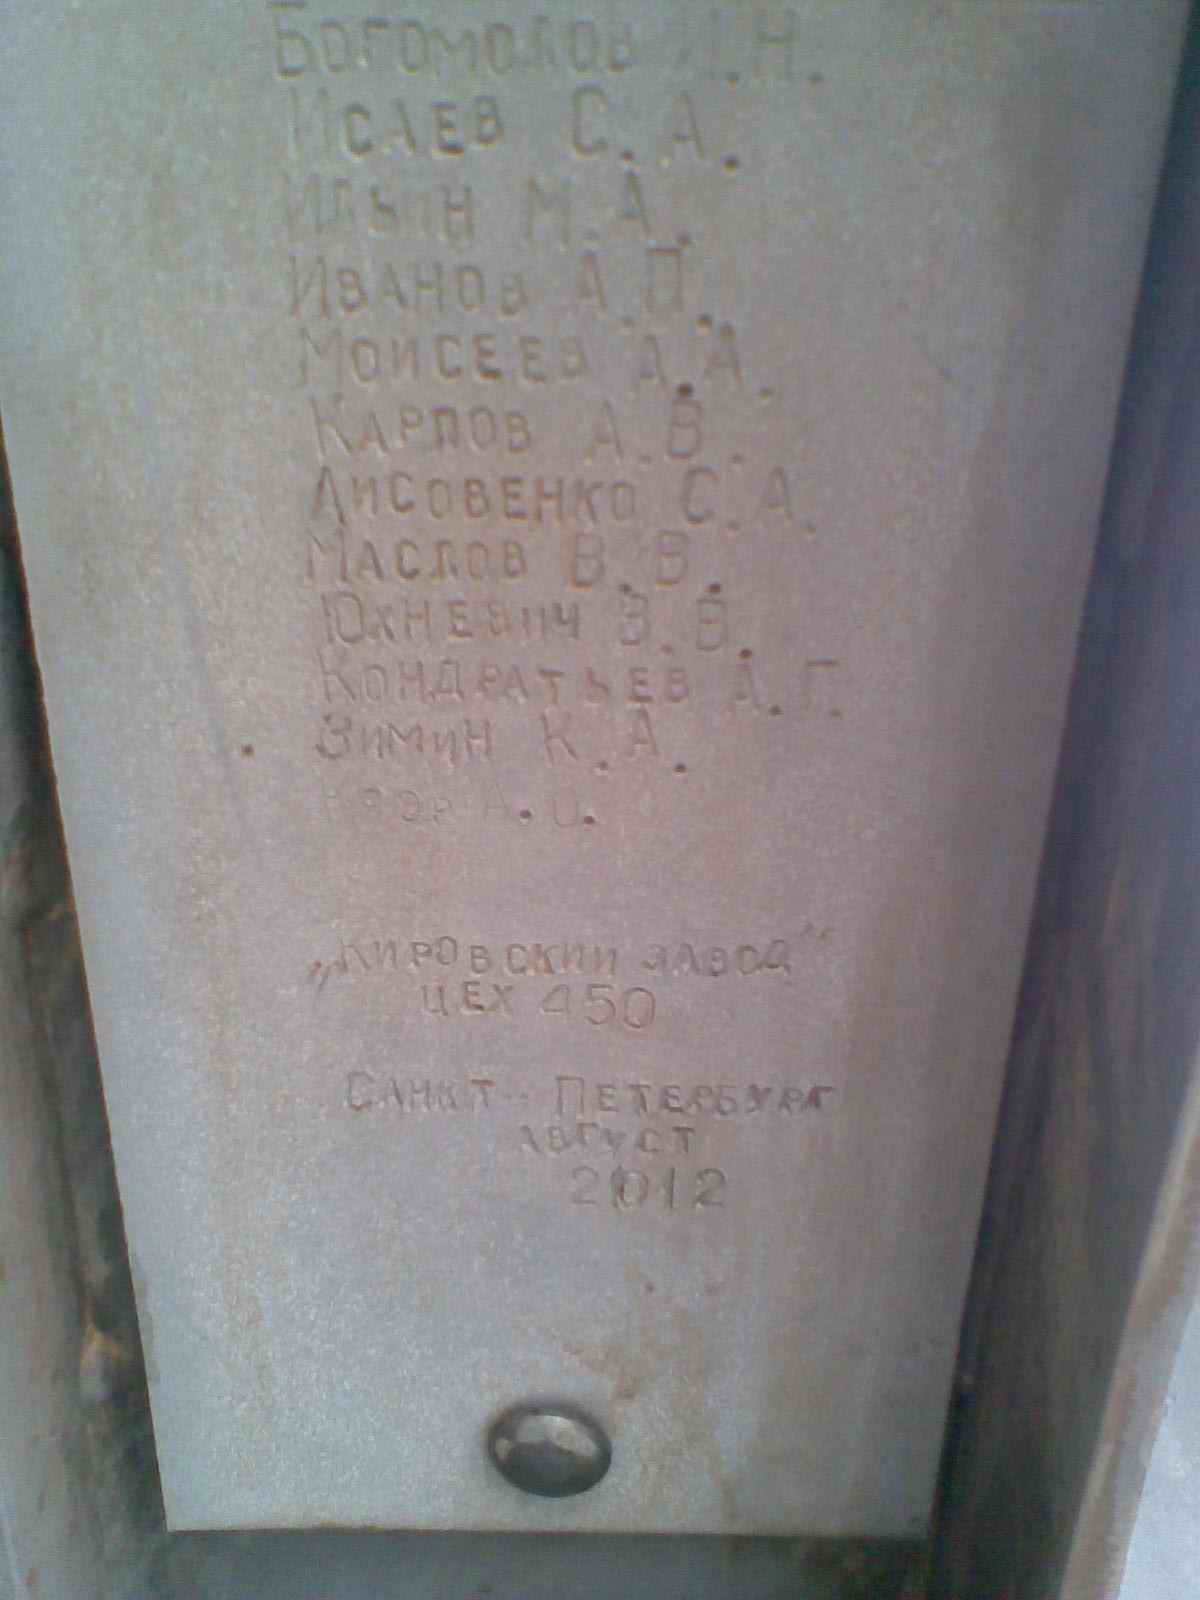 Богомолов И.Н.
Исаев С.А.
Ильин М.А.
Иванов А.П.
Моисеев А.А.
Карпов А.В.
Лисовенко С.А.
Маслов В.В.
Юхневич В.В.
Кондратьев А.Г.
Зимин К.А.
А.О.
„Кировский завод“
цех 450
Санкт-Петербург
август
2012